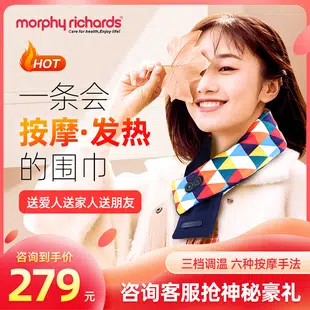 morphy richards
Care for health,Enjoy life!
HOT
一条会
按摩·发热
的围巾
送爱人送家人送朋友
咨询到手价
279元
三档调温 六种按摩手法
咨询客服抢神秘豪礼